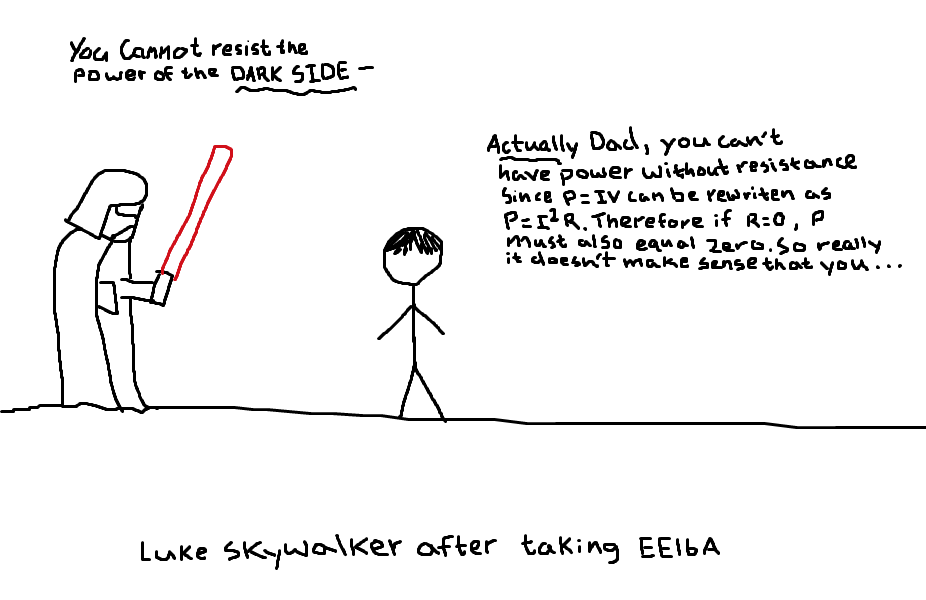 You Cannot resist the
Power of the DARK SIDE –
Actually Dad, you can't
have power without resistance
since P=IV can be rewriten as
P=I²R. Therefore if R=0, P
must also equal zero. So really
it doesn't make sense that you...
Luke Skywalker after taking EE16A